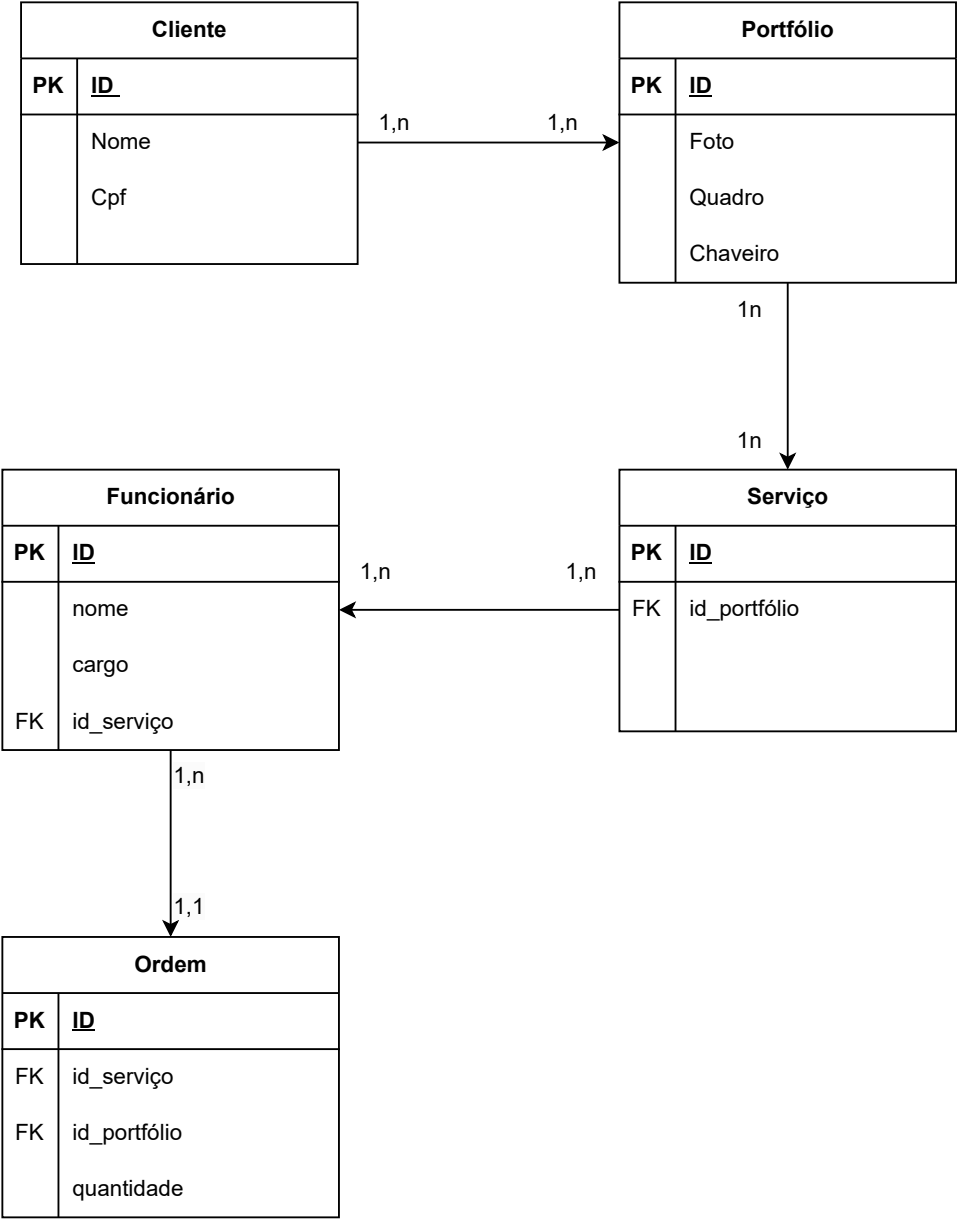 Cliente
PK ID
Nome
Cpf
1,n 1,n
Portfólio
PK ID
Foto
Quadro
Chaveiro
1n
1n
Funcionário
PK ID
nome
cargo
FK id_serviço
1,n 1,n
Serviço
PK ID
FK id_portfólio
1,n
1,1
Ordem
PK ID
FK id_serviço
FK id_portfólio
quantidade